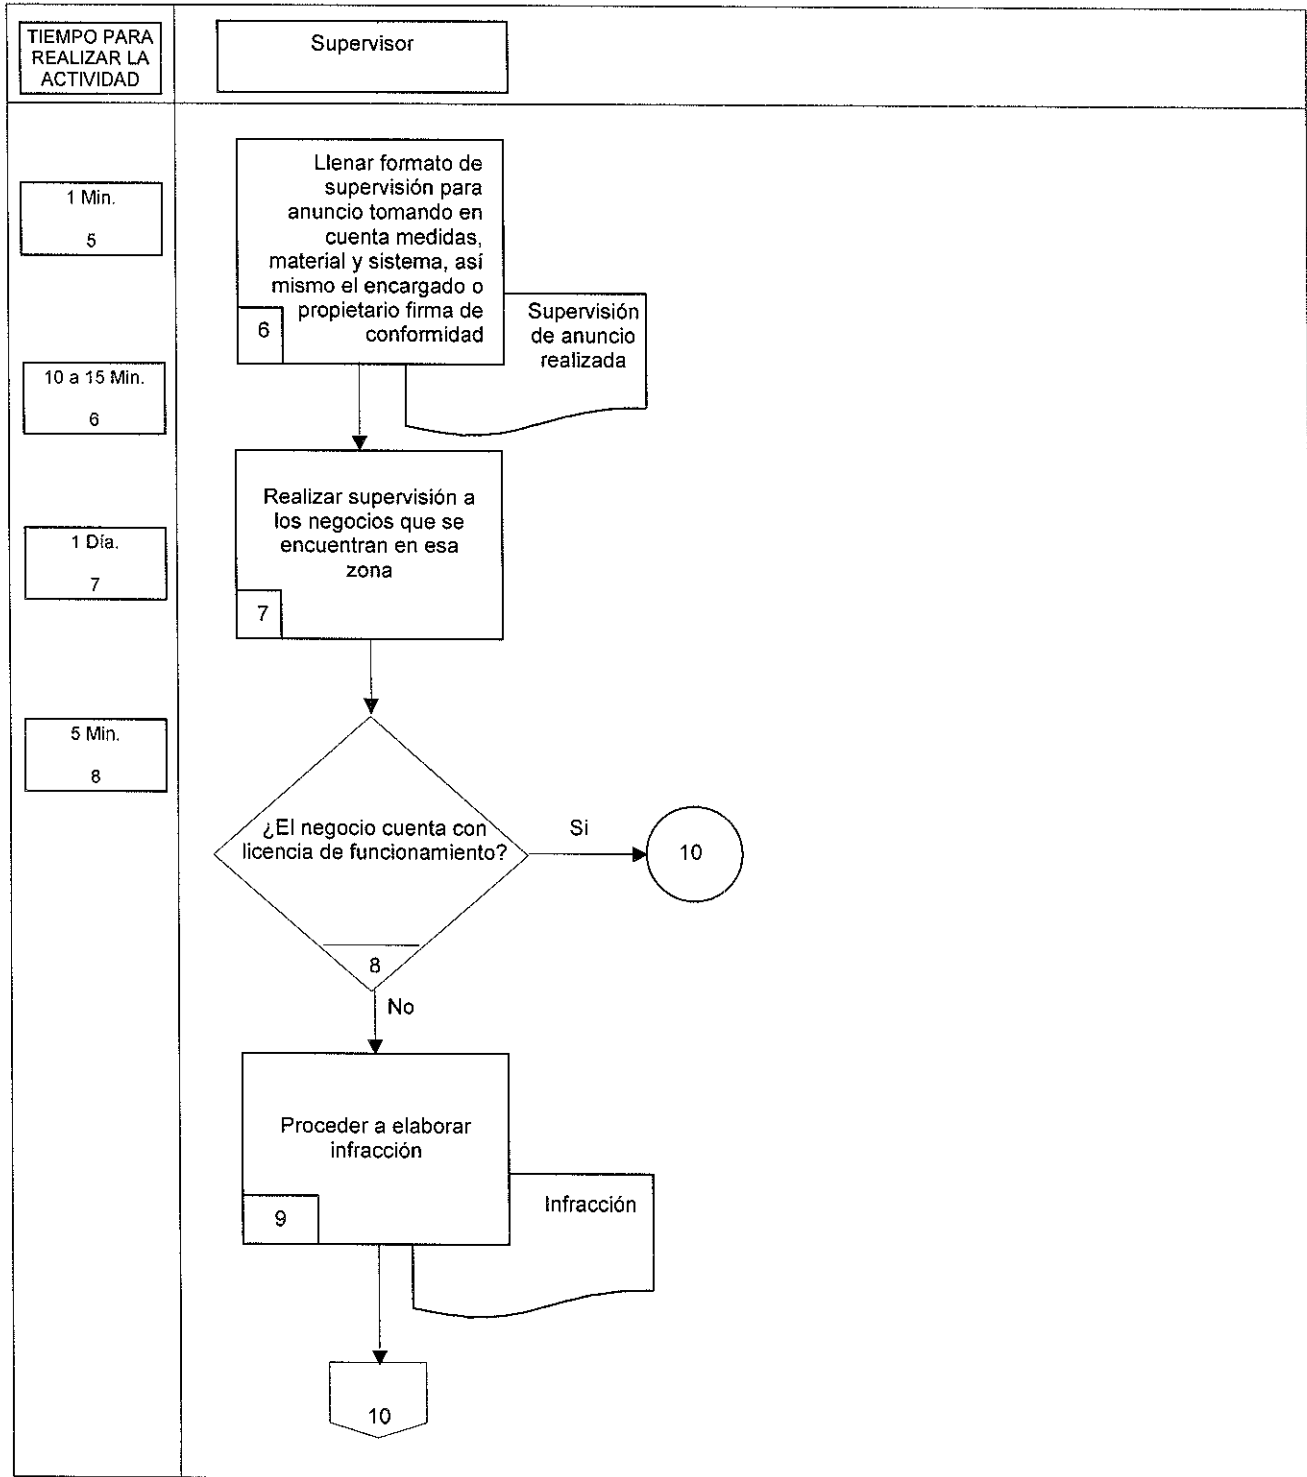 TIEMPO PARA
REALIZAR LA
ACTIVIDAD
Supervisor
1 Min.
5
10 a 15 Min.
6
1 Día.
7
5 Min.
8
Llenar formato de
supervisión para
anuncio tomando en
cuenta medidas,
material y sistema, así
mismo el encargado o
propietario firma de
conformidad
6
Supervisión
de anuncio
realizada
Realizar supervisión a
los negocios que se
encuentran en esa
zona
7
¿El negocio cuenta con
licencia de funcionamiento?
8
Si
10
No
Proceder a elaborar
infracción
9
Infracción
10